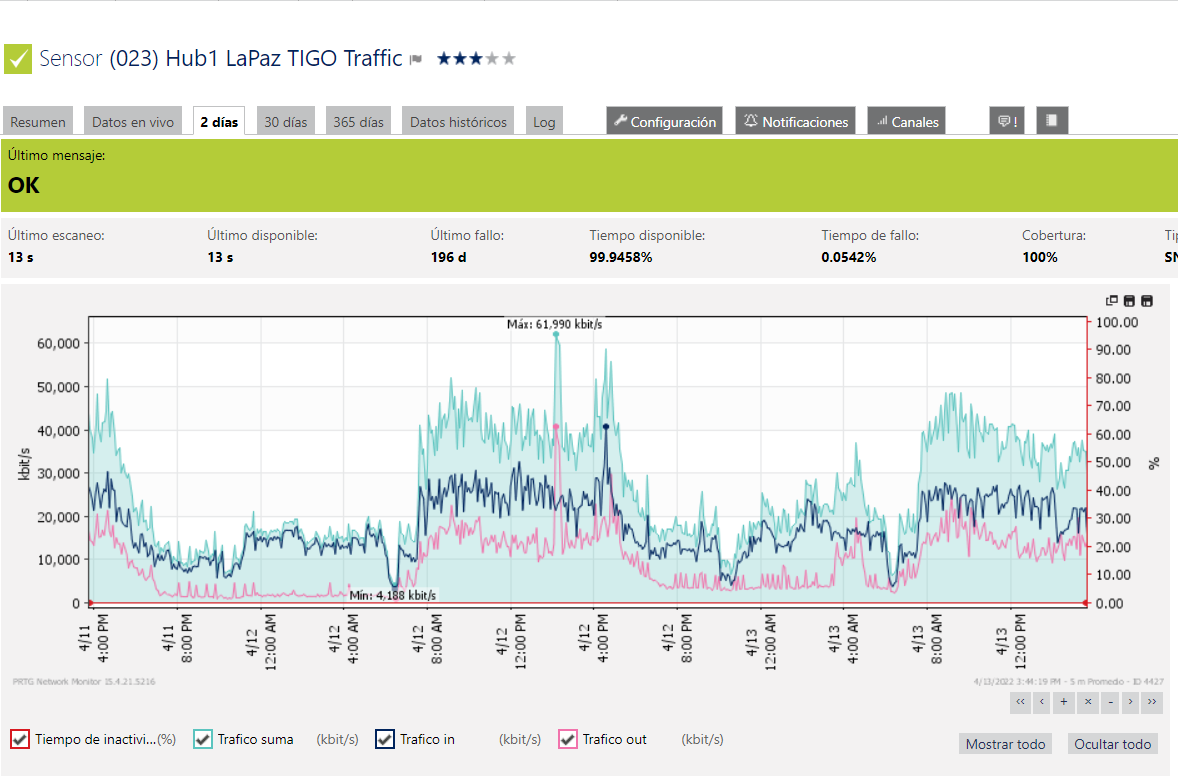 Sensor (023) Hub1 LaPaz TIGO Traffic
Resumen Datos en vivo 2 días 30 días 365 días Datos históricos Log Configuración Notificaciones Canales !
Último mensaje:
OK
Último escaneo: Último disponible: Último fallo: Tiempo disponible: Tiempo de fallo: Cobertura:
13 s 13 s 196 d 99.9458% 0.0542% 100%
Máx: 61,990 kbit/s
100.00
60,000
90.00
50,000
80.00
70.00
40,000
60.00
30,000
50.00
20,000
40.00
30.00
10,000
20.00
10.00
0
0.00
kbit/s
%
Mín: 4,188 kbit/s
4/11 4:00 PM
4/11 8:00 PM
4/12 12:00 AM
4/12 4:00 AM
4/12 8:00 AM
4/12 12:00 PM
4/12 4:00 PM
4/12 8:00 PM
4/13 12:00 AM
4/13 4:00 AM
4/13 8:00 AM
4/13 12:00 PM
PRTG Network Monitor 15.4.21.5216
4/13/2022 3:44:19 PM - 5 m Promedio - ID 4427
‹‹ ‹ + × - › ››
Tiempo de inactivi...(%) Trafico suma (kbit/s) Trafico in (kbit/s) Trafico out (kbit/s)
Mostrar todo Ocultar todo